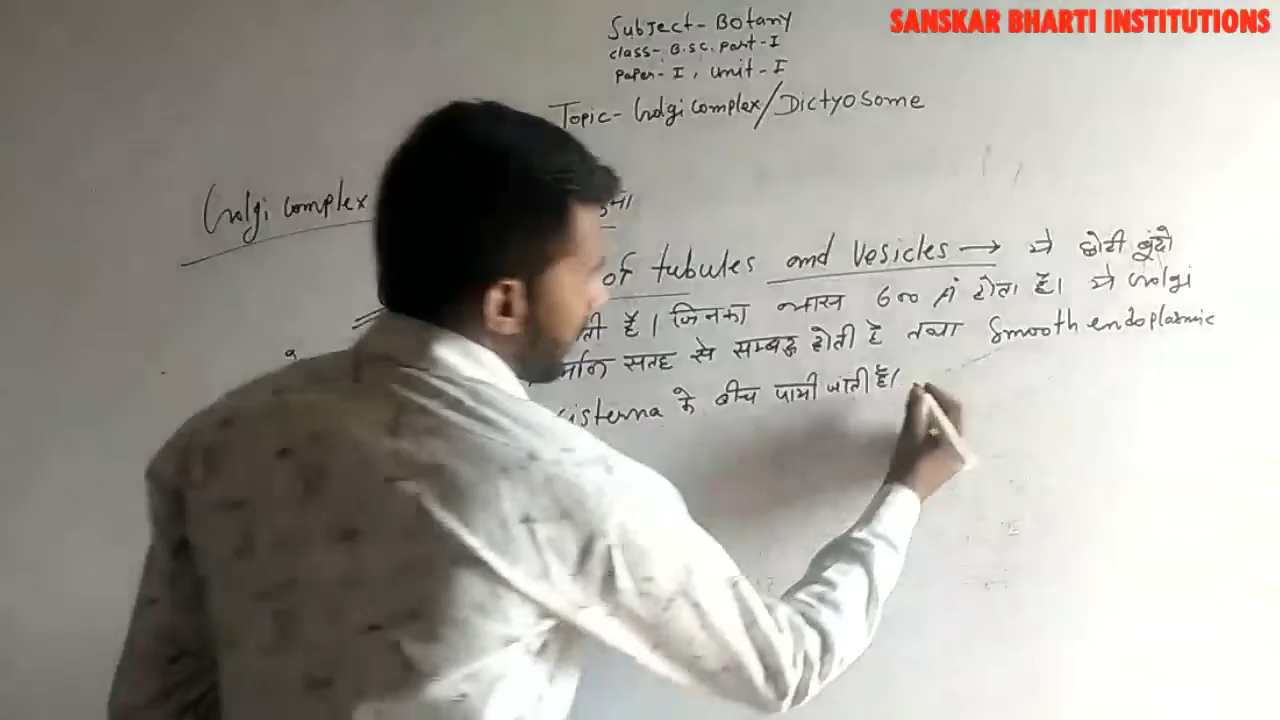 SANSKAR BHARTI INSTITUTIONS
Subject- Botany
class- B.Sc. Part-I
Paper-I, Unit-I
Topic- Golgi complex/Dictyosome
Golgi complex
of tubules and vesicles → ये छोटी बूंदो
ती हैं। जिनका व्यास 600 Å होता है। ये Golgi
सतह से सम्बद्ध होती है तथा Smooth endoplasmic
cisterna के बीच पायी जाती है।